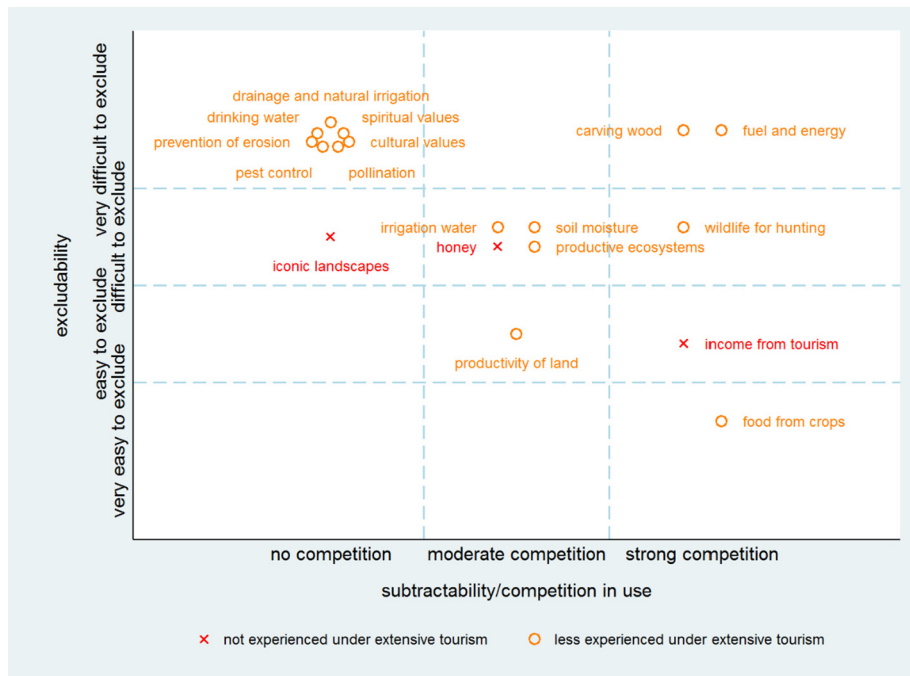 drainage and natural irrigation
drinking water
spiritual values
prevention of erosion
cultural values
pest control
pollination
carving wood
fuel and energy
irrigation water
soil moisture
wildlife for hunting
honey
productive ecosystems
iconic landscapes
productivity of land
income from tourism
food from crops
excludability
very difficult to exclude
difficult to exclude
easy to exclude
very easy to exclude
no competition
moderate competition
strong competition
subtractability/competition in use
not experienced under extensive tourism
less experienced under extensive tourism